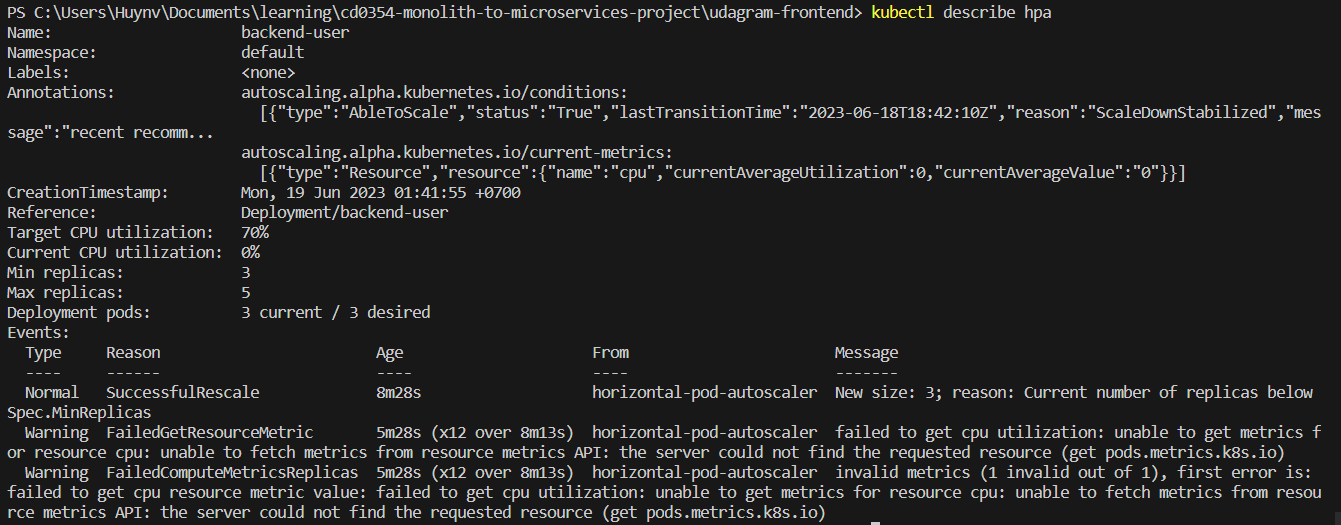 PS C:\Users\Huynv\Documents\learning\cd0354-monolith-to-microservices-project\udagram-frontend> kubectl describe hpa
Name:                     backend-user
Namespace:                default
Labels:                   <none>
Annotations:              autoscaling.alpha.kubernetes.io/conditions:
                            [{"type":"AbleToScale","status":"True","lastTransitionTime":"2023-06-18T18:42:10Z","reason":"ScaleDownStabilized","mes
sage":"recent recomm...
                          autoscaling.alpha.kubernetes.io/current-metrics:
                            [{"type":"Resource","resource":{"name":"cpu","currentAverageUtilization":0,"currentAverageValue":"0"}}]
CreationTimestamp:        Mon, 19 Jun 2023 01:41:55 +0700
Reference:                Deployment/backend-user
Target CPU utilization:   70%
Current CPU utilization:  0%
Min replicas:             3
Max replicas:             5
Deployment pods:          3 current / 3 desired
Events:
  Type     Reason                        Age                     From                       Message
  ----     ------                        ----                    ----                       -------
  Normal   SuccessfulRescale             8m28s                   horizontal-pod-autoscaler  New size: 3; reason: Current number of replicas below
Spec.MinReplicas
  Warning  FailedGetResourceMetric       5m28s (x12 over 8m13s)  horizontal-pod-autoscaler  failed to get cpu utilization: unable to get metrics f
or resource cpu: unable to fetch metrics from resource metrics API: the server could not find the requested resource (get pods.metrics.k8s.io)
  Warning  FailedComputeMetricsReplicas  5m28s (x12 over 8m13s)  horizontal-pod-autoscaler  invalid metrics (1 invalid out of 1), first error is:
failed to get cpu resource metric value: failed to get cpu utilization: unable to get metrics for resource cpu: unable to fetch metrics from resou
rce metrics API: the server could not find the requested resource (get pods.metrics.k8s.io)